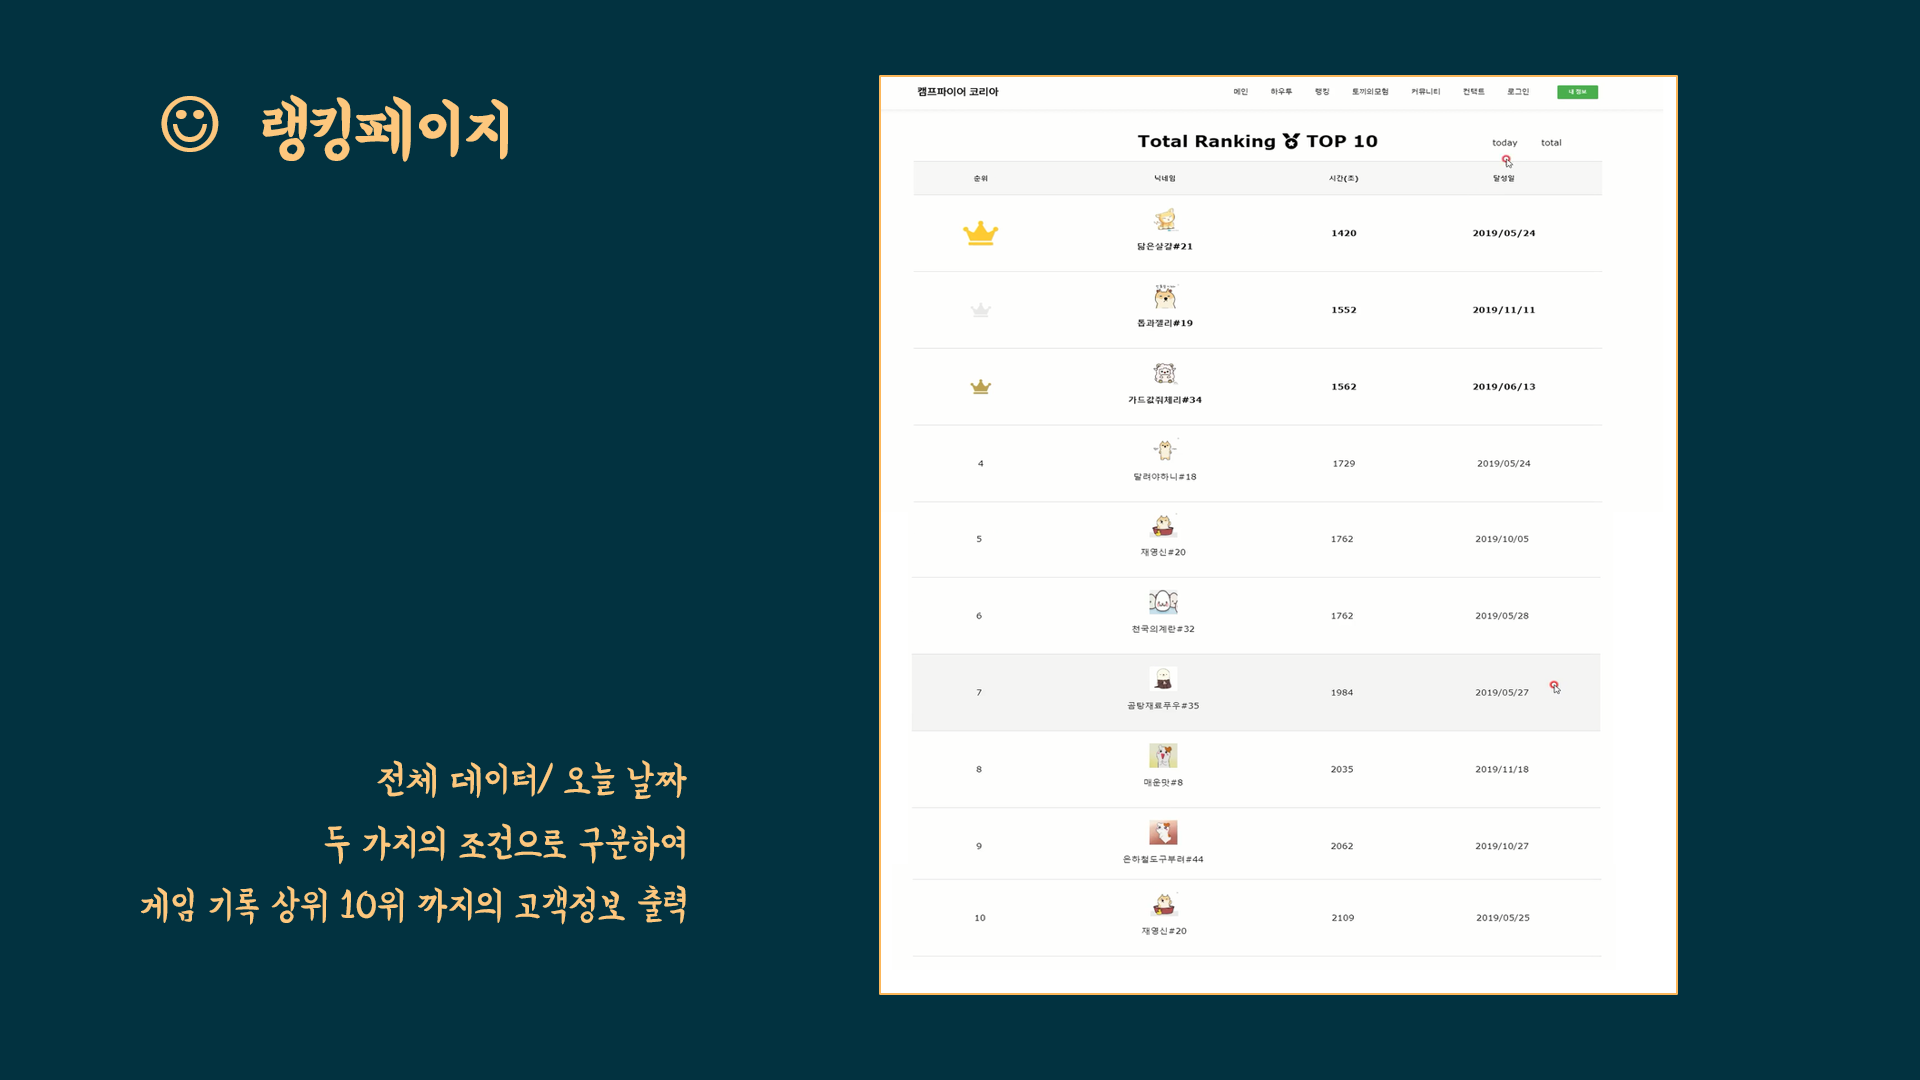 랭킹페이지
전체 데이터/ 오늘 날짜
두 가지의 조건으로 구분하여
게임 기록 상위 10위 까지의 고객정보 출력
캠프파이어 코리아 메인 하우투 랭킹 토끼의모험 커뮤니티 컨택트 로그인 내 정보
Total Ranking TOP 10 today total
순위 닉네임 시간(초) 달성일
닮은살걀#21 1420 2019/05/24
톱과젤리#19 1552 2019/11/11
가드값줘체리#34 1562 2019/06/13
4 달려야하니#18 1729 2019/05/24
5 재명신#20 1762 2019/10/05
6 천국의계란#32 1762 2019/05/28
7 곰탕재료푸우#35 1984 2019/05/27
8 매운맛#8 2035 2019/11/18
9 은하철도구부려#44 2062 2019/10/27
10 재명신#20 2109 2019/05/25